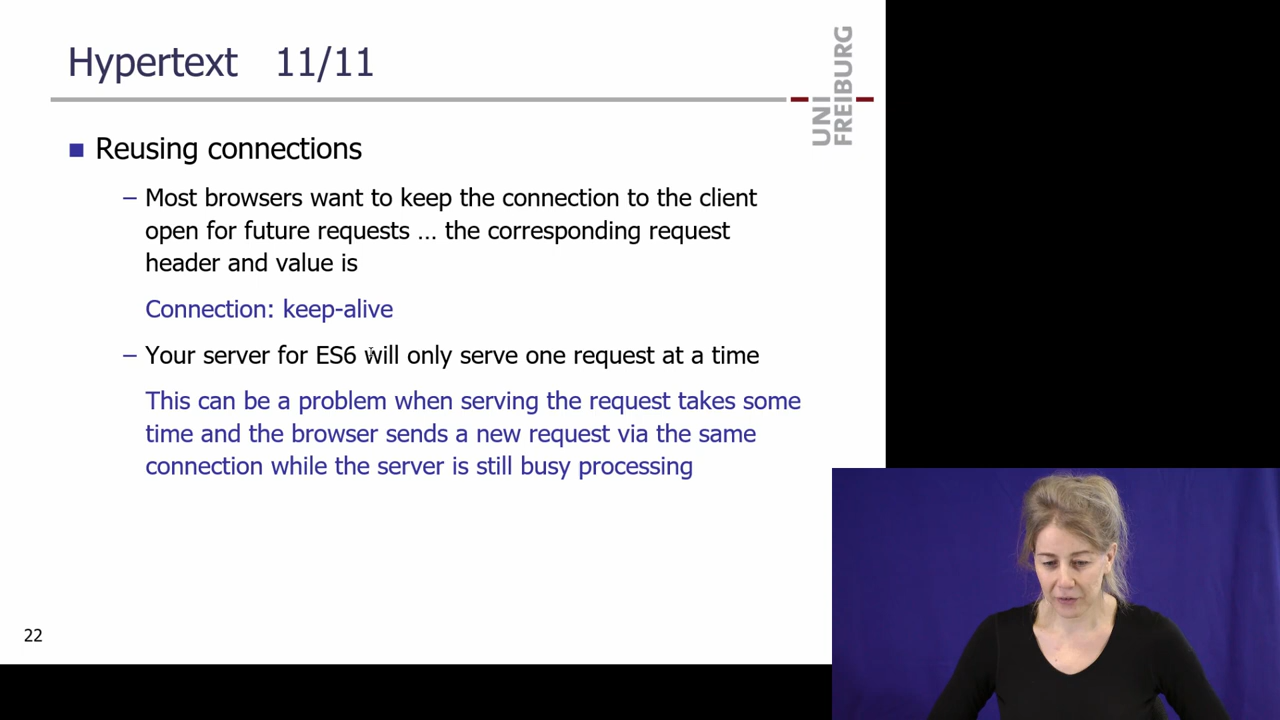 Hypertext 11/11
UNI
FREIBURG
■ Reusing connections
– Most browsers want to keep the connection to the client
open for future requests … the corresponding request
header and value is
Connection: keep-alive
– Your server for ES6 will only serve one request at a time
This can be a problem when serving the request takes some
time and the browser sends a new request via the same
connection while the server is still busy processing
22